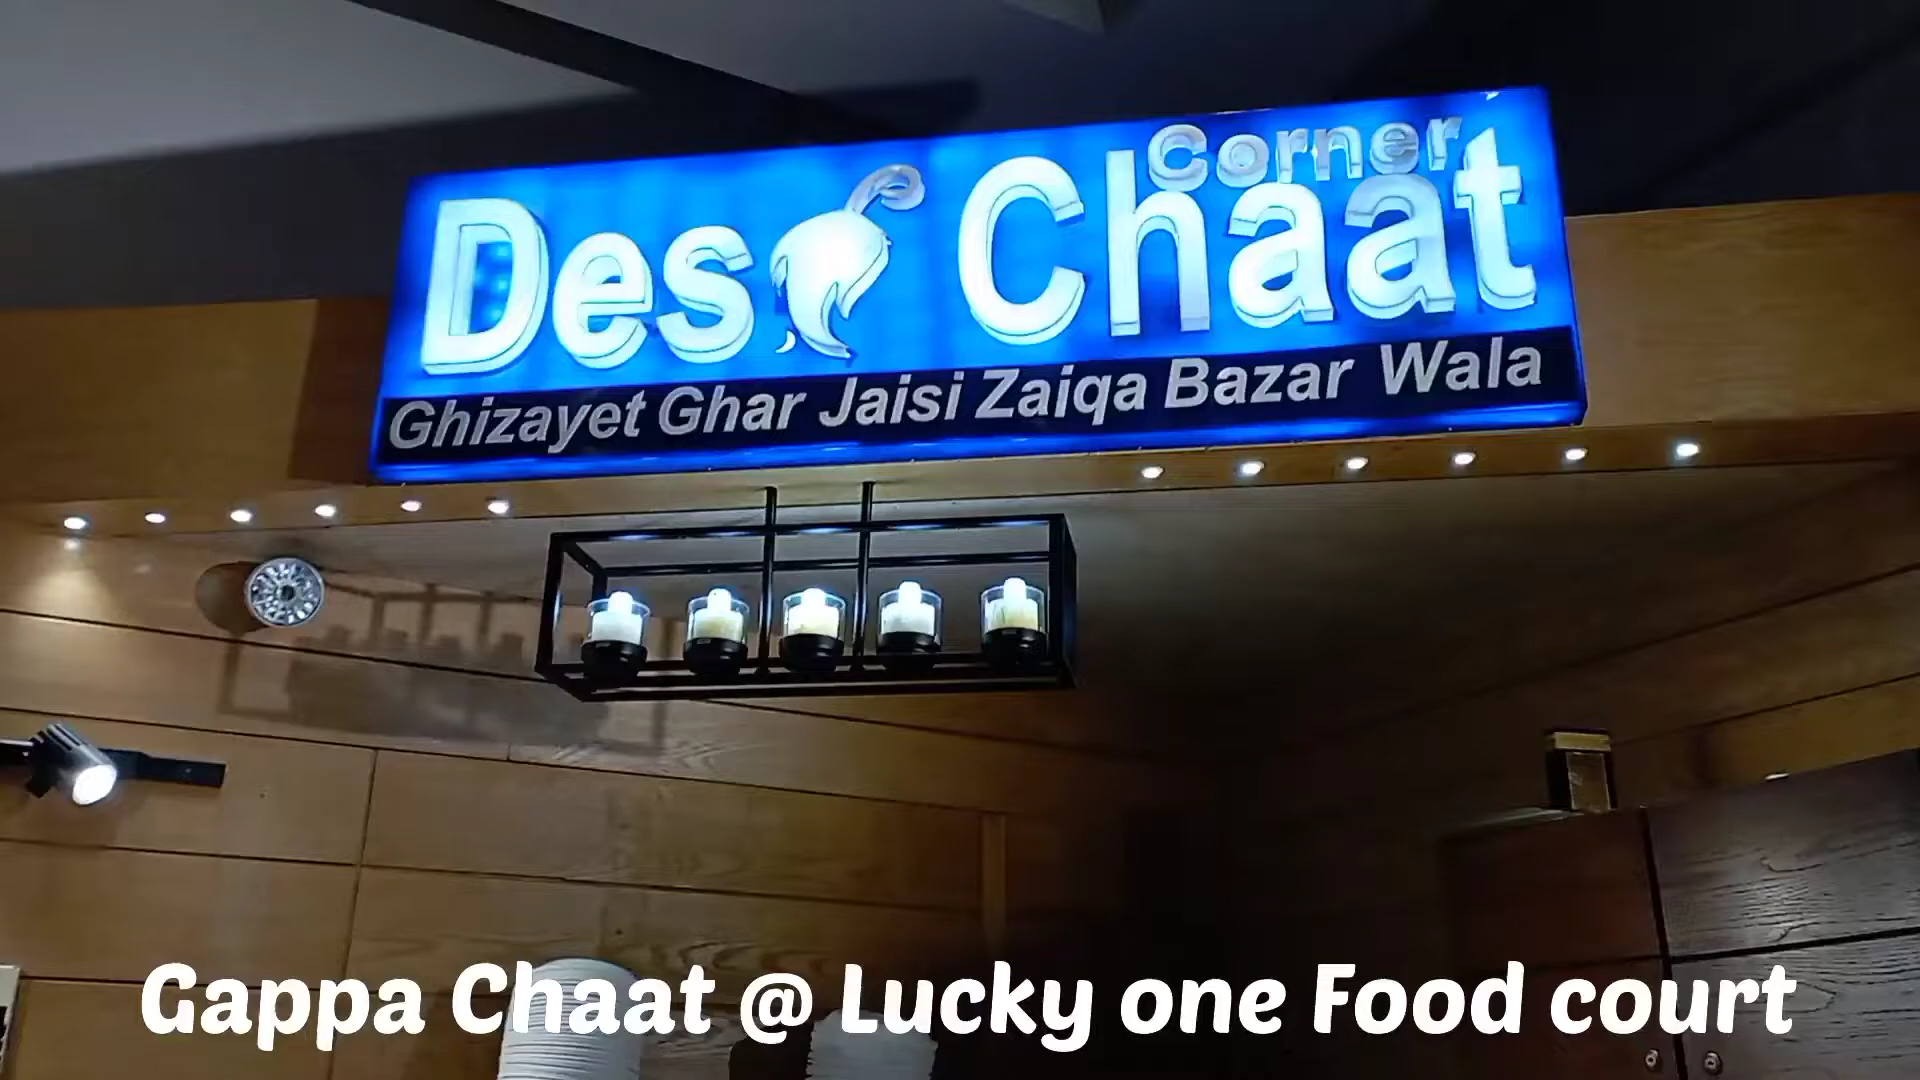 Desi Chaat Corner
Ghizayet Ghar Jaisi Zaiqa Bazar Wala
Gappa Chaat @ Lucky one Food court